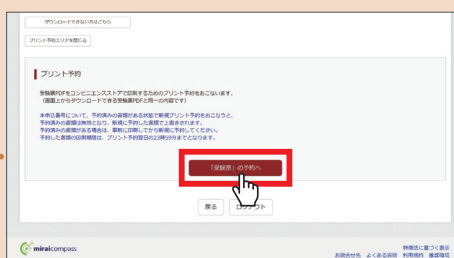 ダウンロードできない方はこちら
プリント予約エリアを閉じる
プリント予約
受験票PDFをコンビニエンスストアで印刷するためのプリント予約をおこないます。
(画面上からダウンロードできる受験票PDFと同一の内容です)
本申込番号について、予約済みの書類がある状態で新規プリント予約をおこなうと、
予約済みの書類は無効となり、新規に予約した書類で上書きされます。
予約済みの書類がある場合は、事前に印刷してから新規に予約してください。
予約した書類の印刷期限は、プリント予約翌日の23時59分までとなります。
「受験票」の予約へ
戻る
ログアウト
miraicompass
特商法に基づく表示
お問合せ先 よくある質問 利用規約 推奨環境